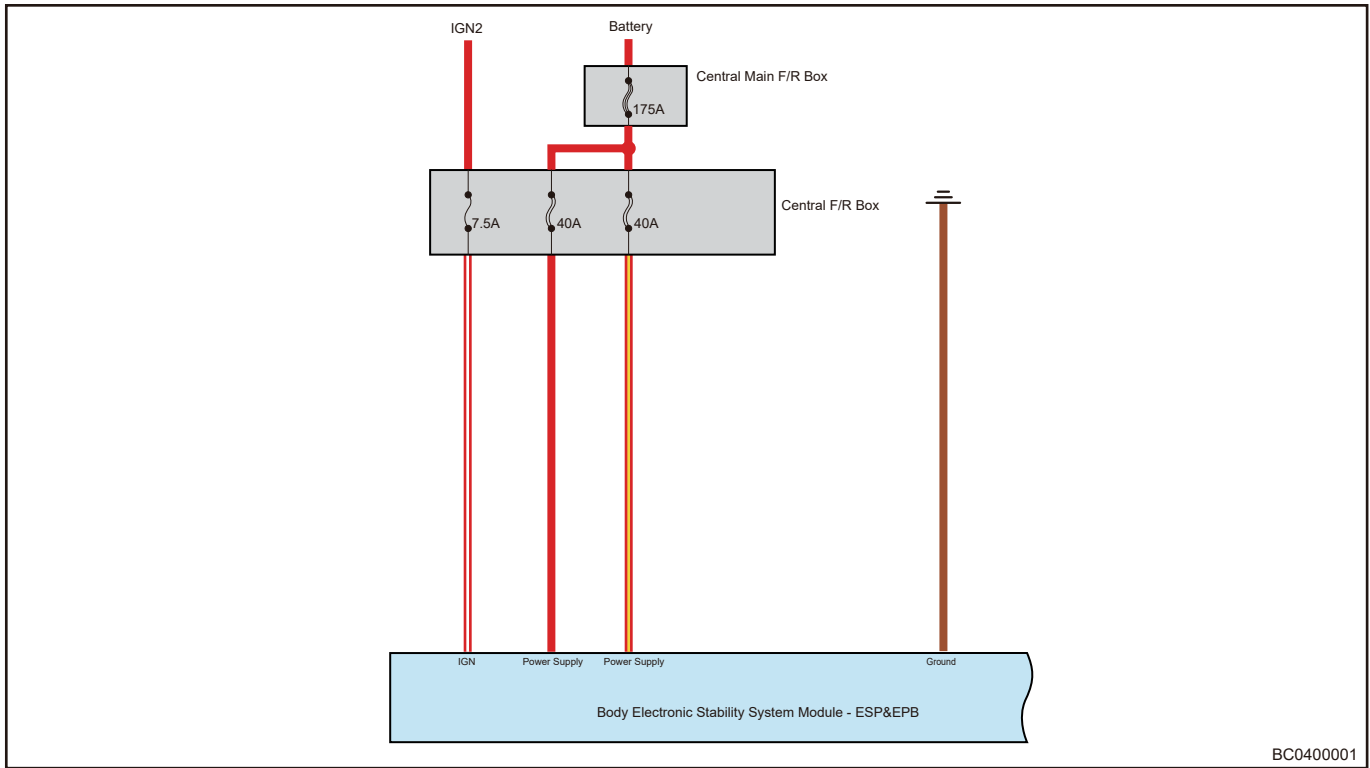 IGN2
Battery
Central Main F/R Box
175A
7.5A
40A
40A
Central F/R Box
IGN
Power Supply
Power Supply
Ground
Body Electronic Stability System Module - ESP&EPB
BC0400001